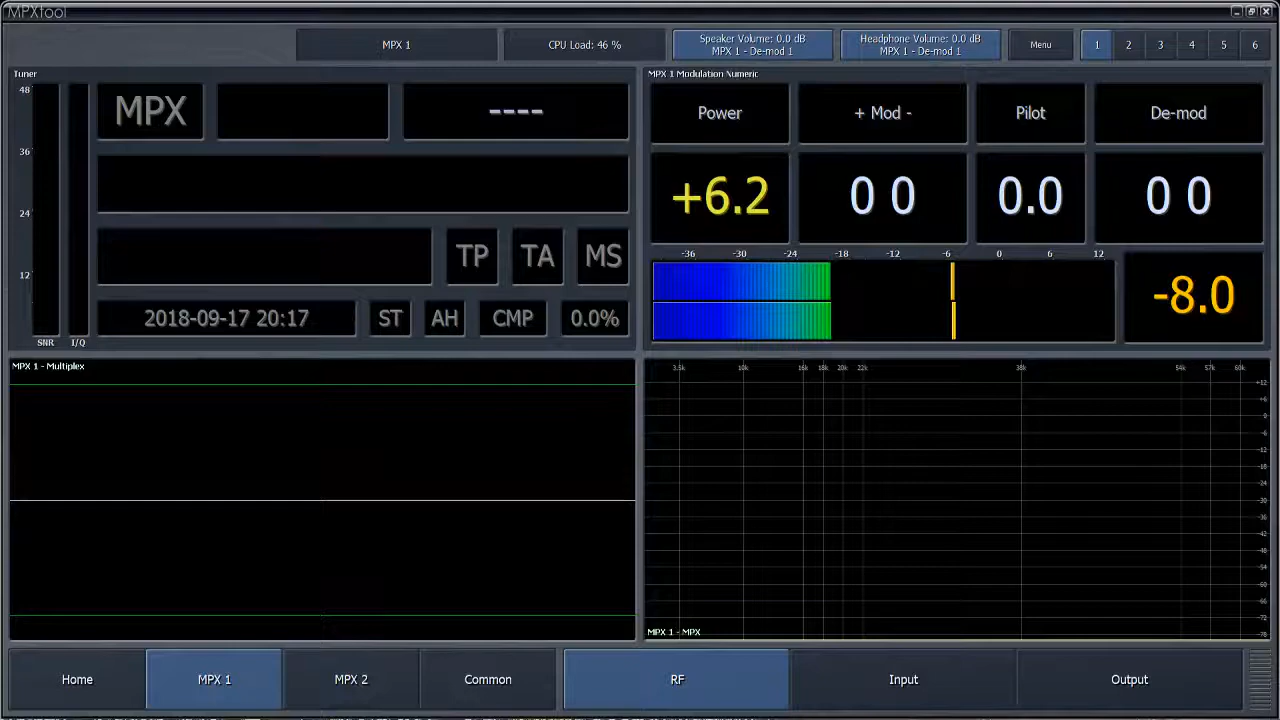 MPXtool
MPX 1
CPU Load: 46 %
Speaker Volume: 0.0 dB
MPX 1 - De-mod 1
Headphone Volume: 0.0 dB
MPX 1 - De-mod 1
Menu
1 2 3 4 5 6
Tuner
48
36
24
12
SNR I/Q
MPX
----
TP TA MS
2018-09-17 20:17
ST AH CMP 0.0%
MPX 1 Modulation Numeric
Power + Mod - Pilot De-mod
+6.2 0 0 0.0 0 0
-36 -30 -24 -18 -12 -6 0 6 12
-8.0
MPX 1 - Multiplex
3.5k 10k 16k 18k 20k 22k 38k 54k 57k 60k
+12
+6
0
-6
-12
-18
-24
-30
-36
-42
-48
-54
-60
-66
-72
-78
MPX 1 - MPX
Home MPX 1 MPX 2 Common RF Input Output